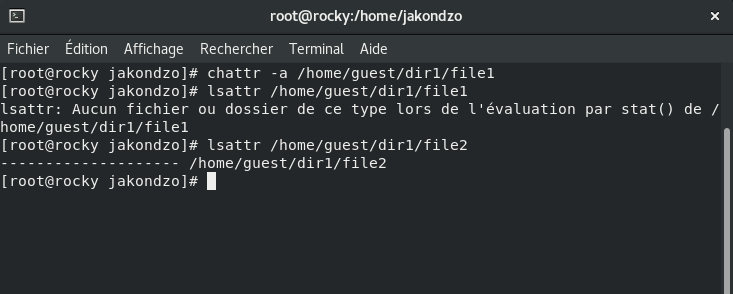 root@rocky:/home/jakondzo
Fichier Édition Affichage Rechercher Terminal Aide
[root@rocky jakondzo]# chattr -a /home/guest/dir1/file1
[root@rocky jakondzo]# lsattr /home/guest/dir1/file1
lsattr: Aucun fichier ou dossier de ce type lors de l'évaluation par stat() de /
home/guest/dir1/file1
[root@rocky jakondzo]# lsattr /home/guest/dir1/file2
-------------------- /home/guest/dir1/file2
[root@rocky jakondzo]#